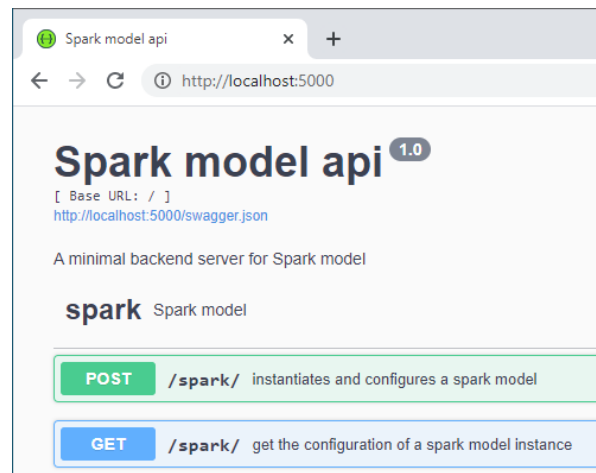 Spark model api
http://localhost:5000
Spark model api 1.0
[ Base URL: / ]
http://localhost:5000/swagger.json
A minimal backend server for Spark model
spark Spark model
POST /spark/ instantiates and configures a spark model
GET /spark/ get the configuration of a spark model instance